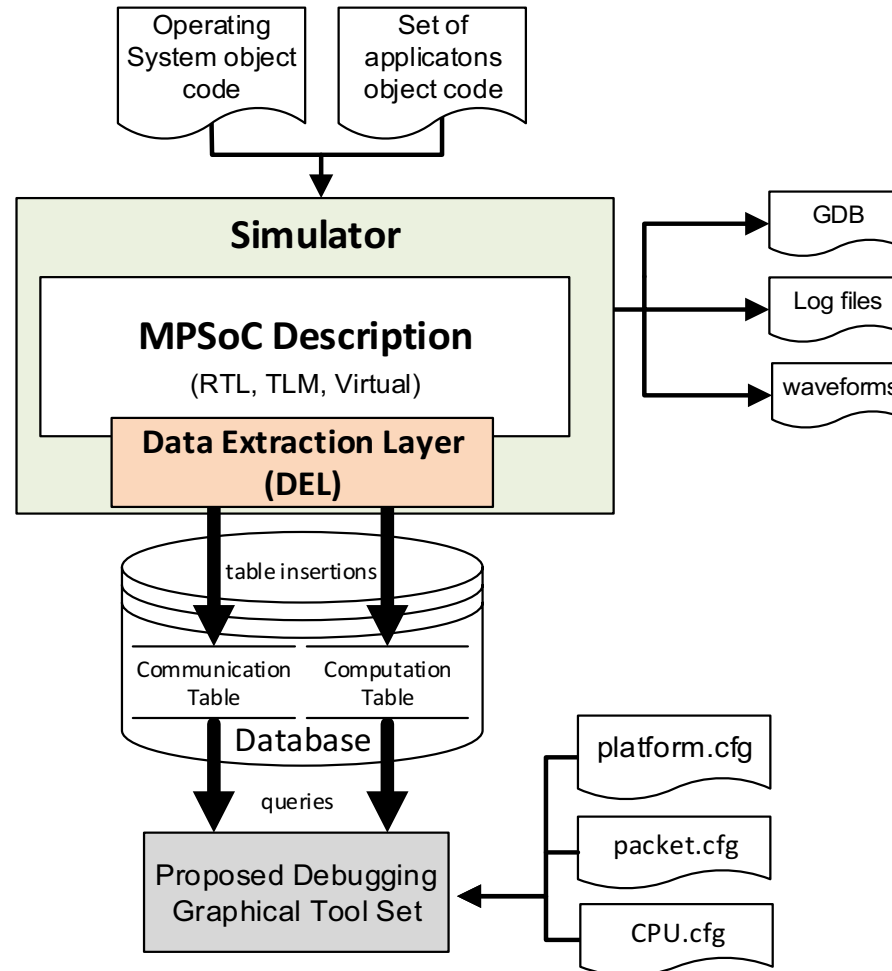 Operating
System object
code
Set of
applicatons
object code
Simulator
MPSoC Description
(RTL, TLM, Virtual)
Data Extraction Layer
(DEL)
GDB
Log files
waveforms
table insertions
Communication
Table
Computation
Table
Database
queries
Proposed Debugging
Graphical Tool Set
platform.cfg
packet.cfg
CPU.cfg